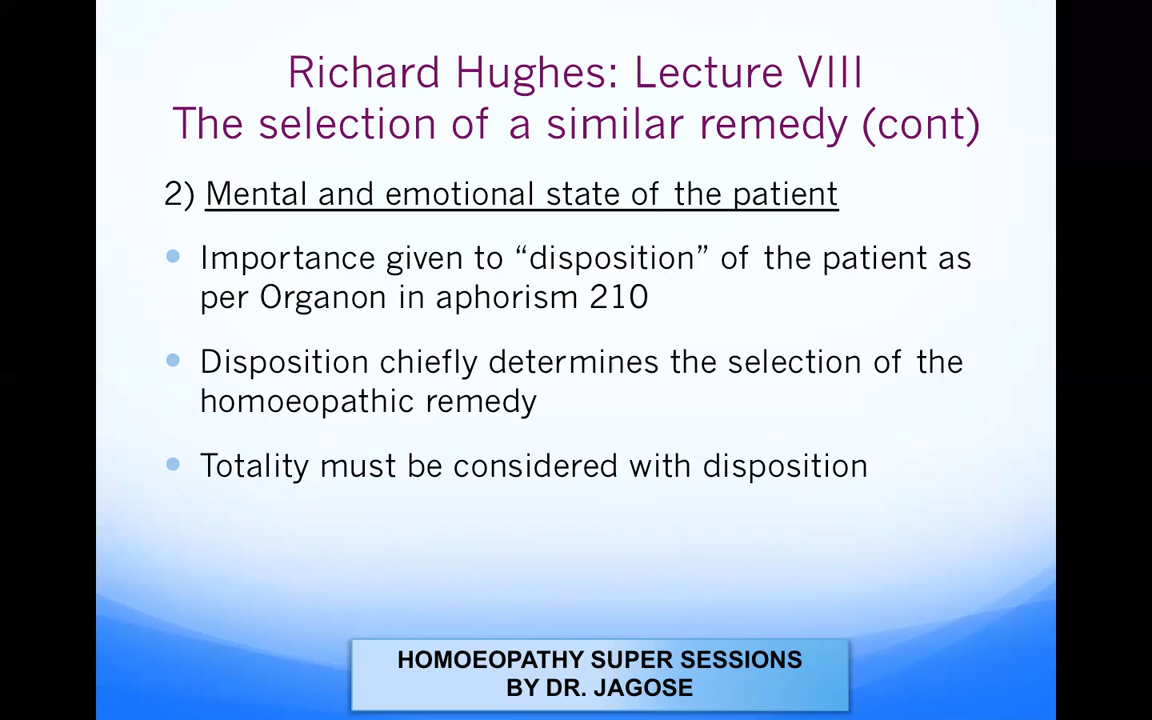 Richard Hughes: Lecture VIII
The selection of a similar remedy (cont)
2) Mental and emotional state of the patient
Importance given to “disposition” of the patient as
per Organon in aphorism 210
Disposition chiefly determines the selection of the
homoeopathic remedy
Totality must be considered with disposition
HOMOEOPATHY SUPER SESSIONS
BY DR. JAGOSE